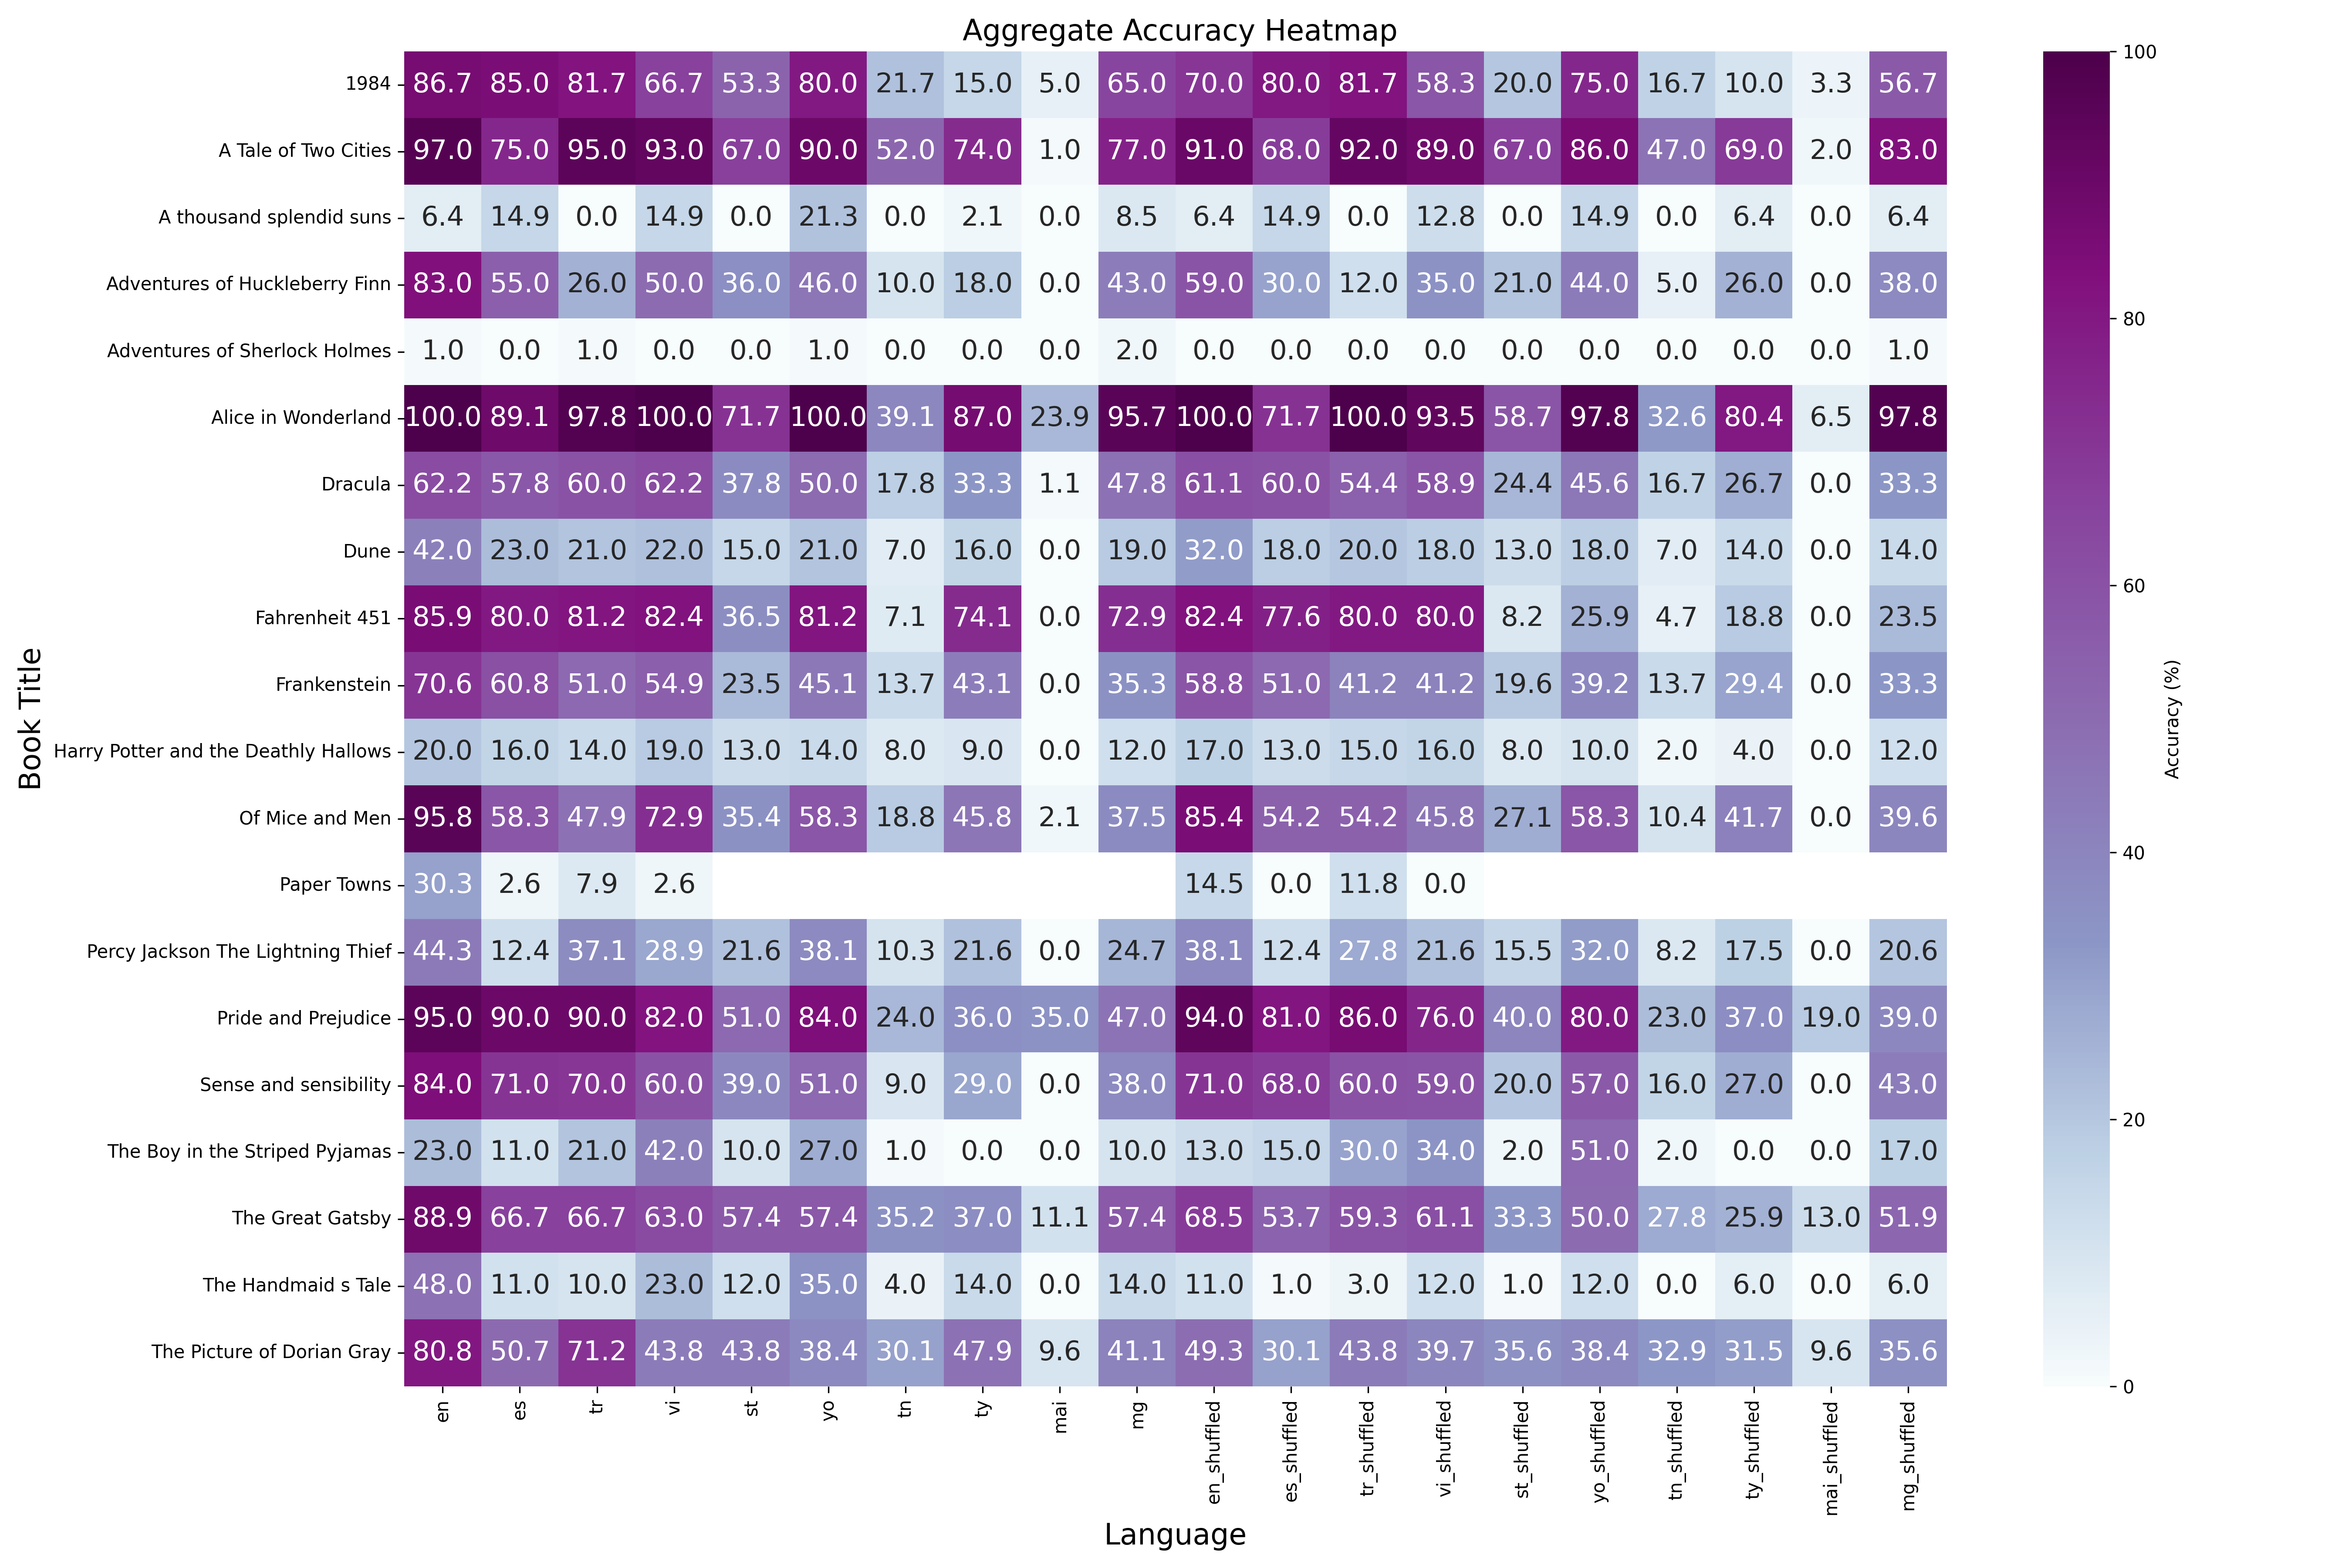 Aggregate Accuracy Heatmap
1984 86.7 85.0 81.7 66.7 53.3 80.0 21.7 15.0 5.0 65.0 70.0 80.0 81.7 58.3 20.0 75.0 16.7 10.0 3.3 56.7
A Tale of Two Cities 97.0 75.0 95.0 93.0 67.0 90.0 52.0 74.0 1.0 77.0 91.0 68.0 92.0 89.0 67.0 86.0 47.0 69.0 2.0 83.0
A thousand splendid suns 6.4 14.9 0.0 14.9 0.0 21.3 0.0 2.1 0.0 8.5 6.4 14.9 0.0 12.8 0.0 14.9 0.0 6.4 0.0 6.4
Adventures of Huckleberry Finn 83.0 55.0 26.0 50.0 36.0 46.0 10.0 18.0 0.0 43.0 59.0 30.0 12.0 35.0 21.0 44.0 5.0 26.0 0.0 38.0
Adventures of Sherlock Holmes 1.0 0.0 1.0 0.0 0.0 1.0 0.0 0.0 0.0 2.0 0.0 0.0 0.0 0.0 0.0 0.0 0.0 0.0 0.0 1.0
Alice in Wonderland 100.0 89.1 97.8 100.0 71.7 100.0 39.1 87.0 23.9 95.7 100.0 71.7 100.0 93.5 58.7 97.8 32.6 80.4 6.5 97.8
Dracula 62.2 57.8 60.0 62.2 37.8 50.0 17.8 33.3 1.1 47.8 61.1 60.0 54.4 58.9 24.4 45.6 16.7 26.7 0.0 33.3
Dune 42.0 23.0 21.0 22.0 15.0 21.0 7.0 16.0 0.0 19.0 32.0 18.0 20.0 18.0 13.0 18.0 7.0 14.0 0.0 14.0
Fahrenheit 451 85.9 80.0 81.2 82.4 36.5 81.2 7.1 74.1 0.0 72.9 82.4 77.6 80.0 80.0 8.2 25.9 4.7 18.8 0.0 23.5
Frankenstein 70.6 60.8 51.0 54.9 23.5 45.1 13.7 43.1 0.0 35.3 58.8 51.0 41.2 41.2 19.6 39.2 13.7 29.4 0.0 33.3
Harry Potter and the Deathly Hallows 20.0 16.0 14.0 19.0 13.0 14.0 8.0 9.0 0.0 12.0 17.0 13.0 15.0 16.0 8.0 10.0 2.0 4.0 0.0 12.0
Of Mice and Men 95.8 58.3 47.9 72.9 35.4 58.3 18.8 45.8 2.1 37.5 85.4 54.2 54.2 45.8 27.1 58.3 10.4 41.7 0.0 39.6
Paper Towns 30.3 2.6 7.9 2.6 14.5 0.0 11.8 0.0
Percy Jackson The Lightning Thief 44.3 12.4 37.1 28.9 21.6 38.1 10.3 21.6 0.0 24.7 38.1 12.4 27.8 21.6 15.5 32.0 8.2 17.5 0.0 20.6
Pride and Prejudice 95.0 90.0 90.0 82.0 51.0 84.0 24.0 36.0 35.0 47.0 94.0 81.0 86.0 76.0 40.0 80.0 23.0 37.0 19.0 39.0
Sense and sensibility 84.0 71.0 70.0 60.0 39.0 51.0 9.0 29.0 0.0 38.0 71.0 68.0 60.0 59.0 20.0 57.0 16.0 27.0 0.0 43.0
The Boy in the Striped Pyjamas 23.0 11.0 21.0 42.0 10.0 27.0 1.0 0.0 0.0 10.0 13.0 15.0 30.0 34.0 2.0 51.0 2.0 0.0 0.0 17.0
The Great Gatsby 88.9 66.7 66.7 63.0 57.4 57.4 35.2 37.0 11.1 57.4 68.5 53.7 59.3 61.1 33.3 50.0 27.8 25.9 13.0 51.9
The Handmaid s Tale 48.0 11.0 10.0 23.0 12.0 35.0 4.0 14.0 0.0 14.0 11.0 1.0 3.0 12.0 1.0 12.0 0.0 6.0 0.0 6.0
The Picture of Dorian Gray 80.8 50.7 71.2 43.8 43.8 38.4 30.1 47.9 9.6 41.1 49.3 30.1 43.8 39.7 35.6 38.4 32.9 31.5 9.6 35.6
en es tr vi st yo tn ty mai mg en_shuffled es_shuffled tr_shuffled vi_shuffled st_shuffled yo_shuffled tn_shuffled ty_shuffled mai_shuffled mg_shuffled
Language
Book Title
100
80
60
40
20
0
Accuracy (%)